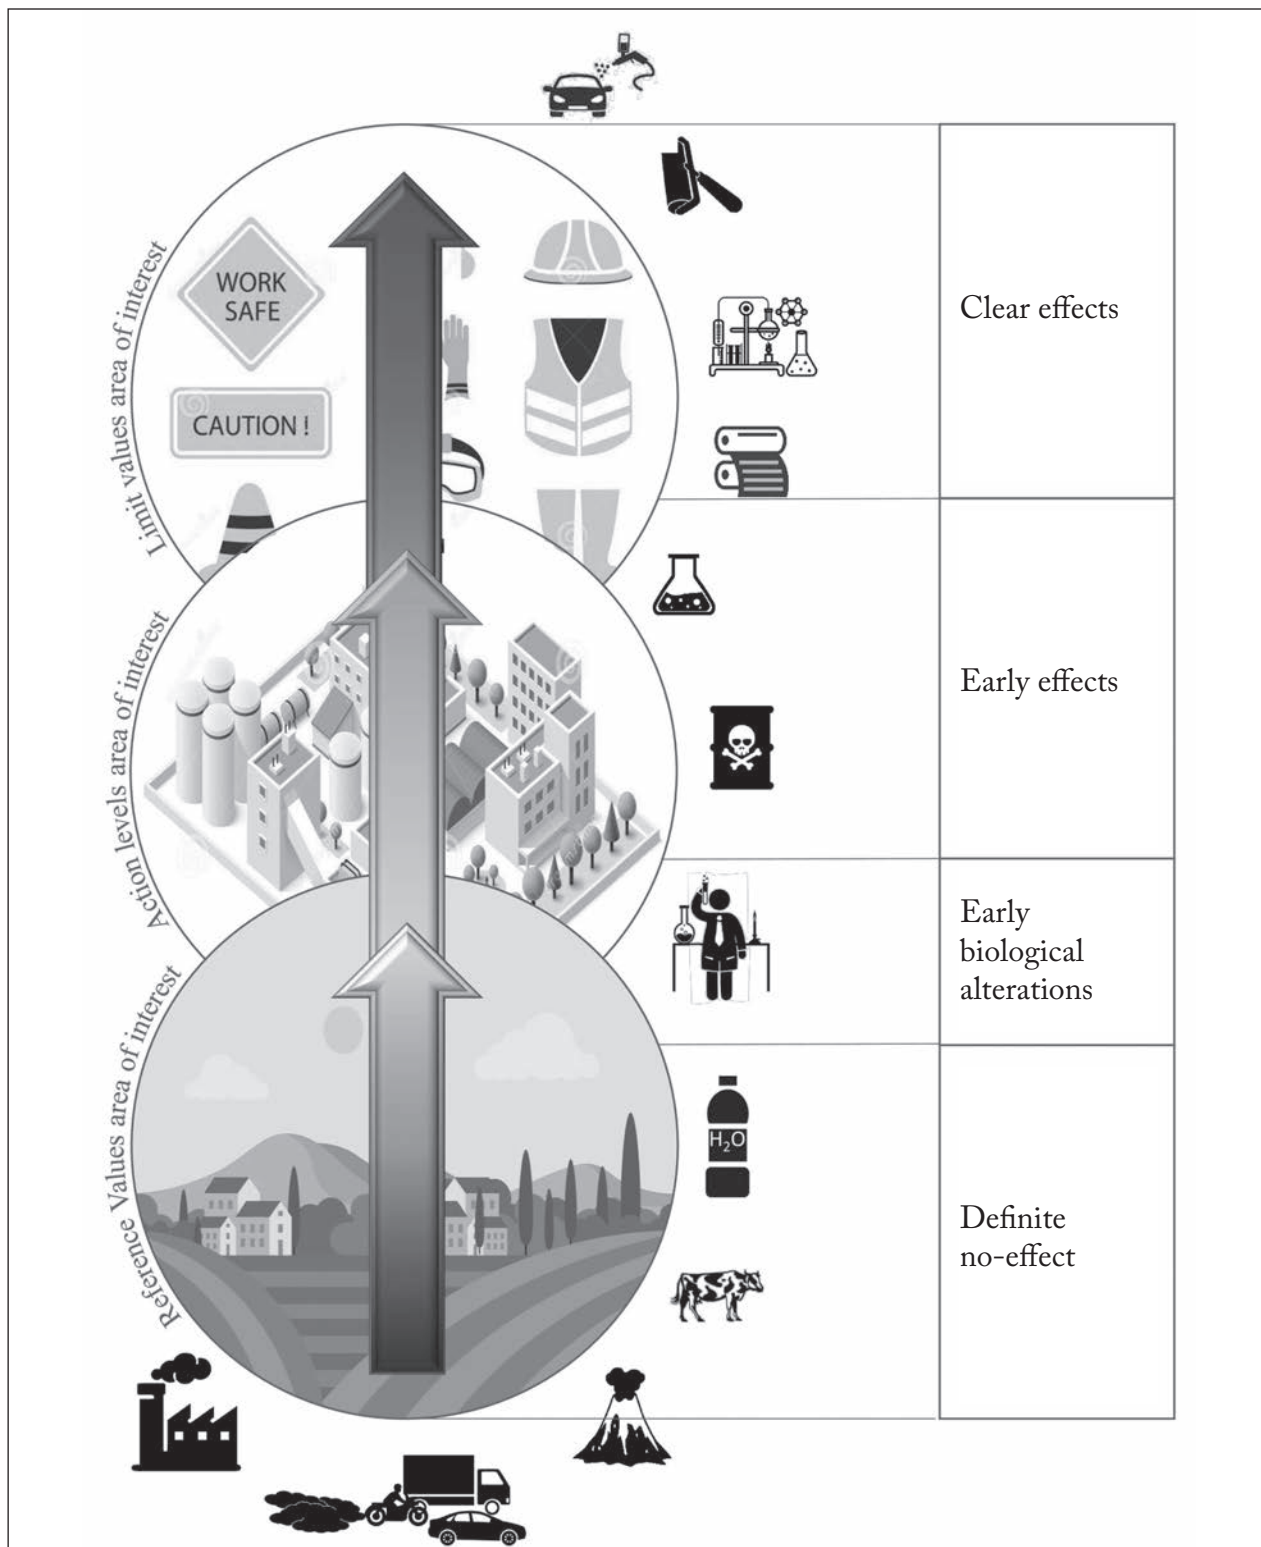 WORK
SAFE
CAUTION !
Limit values area of interest
Clear effects
Action levels area of interest
Early effects
Early
biological
alterations
Reference Values area of interest
H₂O
Definite
no-effect